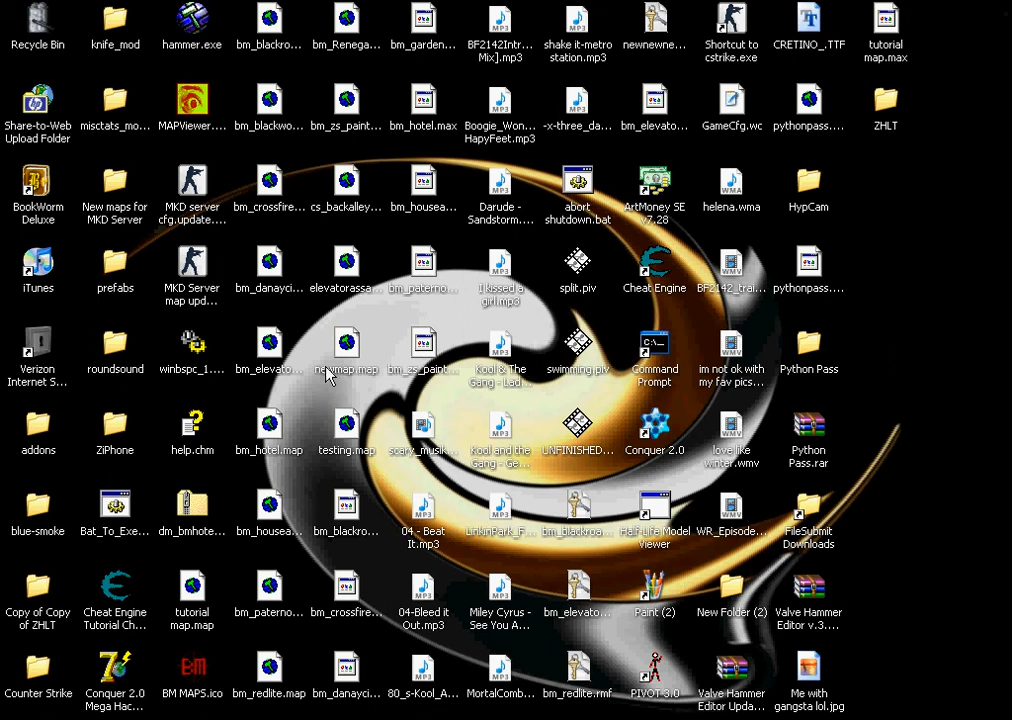 Recycle Bin
knife_mod
hammer.exe
bm_blackro...
bm_Renega...
bm_garden...
BF2142Intr...
Mix].mp3
shake it-metro
station.mp3
newnewne...
Shortcut to
cstrike.exe
CRETINO_.TTF
tutorial
map.max
Share-to-Web
Upload Folder
misctats_mo...
MAPViewer....
bm_blackwo...
bm_zs_paint...
bm_hotel.max
Boogie_Won...
HapyFeet.mp3
-x-three_da...
bm_elevato...
GameCfg.wc
pythonpass....
ZHLT
BookWorm
Deluxe
New maps for
MKD Server
MKD server
cfg.update....
bm_crossfire...
cs_backalley...
bm_housea...
Darude -
Sandstorm....
abort
shutdown.bat
ArtMoney SE
v7.28
helena.wma
HypCam
iTunes
prefabs
MKD Server
map upd...
bm_danayci...
elevatorassa...
bm_paterno...
I kissed a
girl.mp3
split.piv
Cheat Engine
BF2142_trai...
pythonpass....
Verizon
Internet S...
roundsound
winbspc_1....
bm_elevato...
newmap.map
bm_zs_paint...
Kool & The
Gang - Ladi...
swimming.piv
Command
Prompt
im not ok with
my fav pics...
Python Pass
addons
ZiPhone
help.chm
bm_hotel.map
testing.map
scary_musik...
Kool and the
Gang - Ge...
UNFINISHED...
Conquer 2.0
love like
winter.wmv
Python
Pass.rar
blue-smoke
Bat_To_Exe...
dm_bmhote...
bm_housea...
bm_blackro...
04 - Beat
It.mp3
LinkinPark_F...
bm_blackroa...
Half-Life Model
Viewer
WR_Episode...
FileSubmit
Downloads
Copy of Copy
of ZHLT
Cheat Engine
Tutorial Ch...
tutorial
map.map
bm_paterno...
bm_crossfire...
04-Bleed it
Out.mp3
Miley Cyrus -
See You A...
bm_elevato...
Paint (2)
New Folder (2)
Valve Hammer
Editor v.3....
Counter Strike
Conquer 2.0
Mega Hac...
BM MAPS.ico
bm_redlite.map
bm_danayci...
80_s-Kool_A...
MortalComb...
bm_redlite.rmf
PIVOT 3.0
Valve Hammer
Editor Upda...
Me with
gangsta lol.jpg